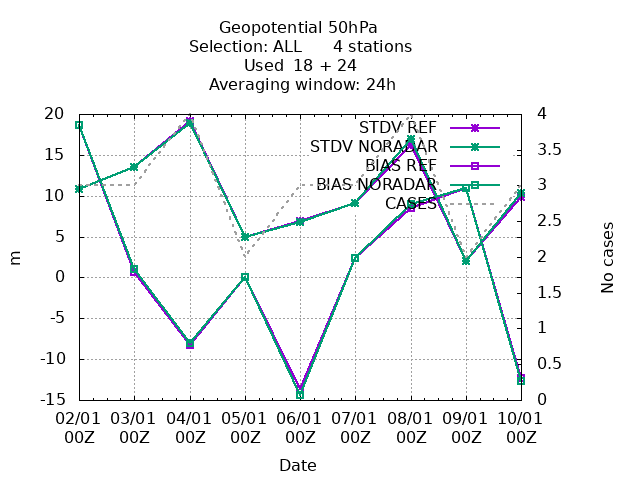 Geopotential 50hPa
Selection: ALL      4 stations
Used  18 + 24
Averaging window: 24h
20
15
10
5
0
-5
-10
-15
m
4
3.5
3
2.5
2
1.5
1
0.5
0
No cases
STDV REF
STDV NORADAR
BIAS REF
BIAS NORADAR
CASES
02/01 03/01 04/01 05/01 06/01 07/01 08/01 09/01 10/01
00Z 00Z 00Z 00Z 00Z 00Z 00Z 00Z 00Z
Date